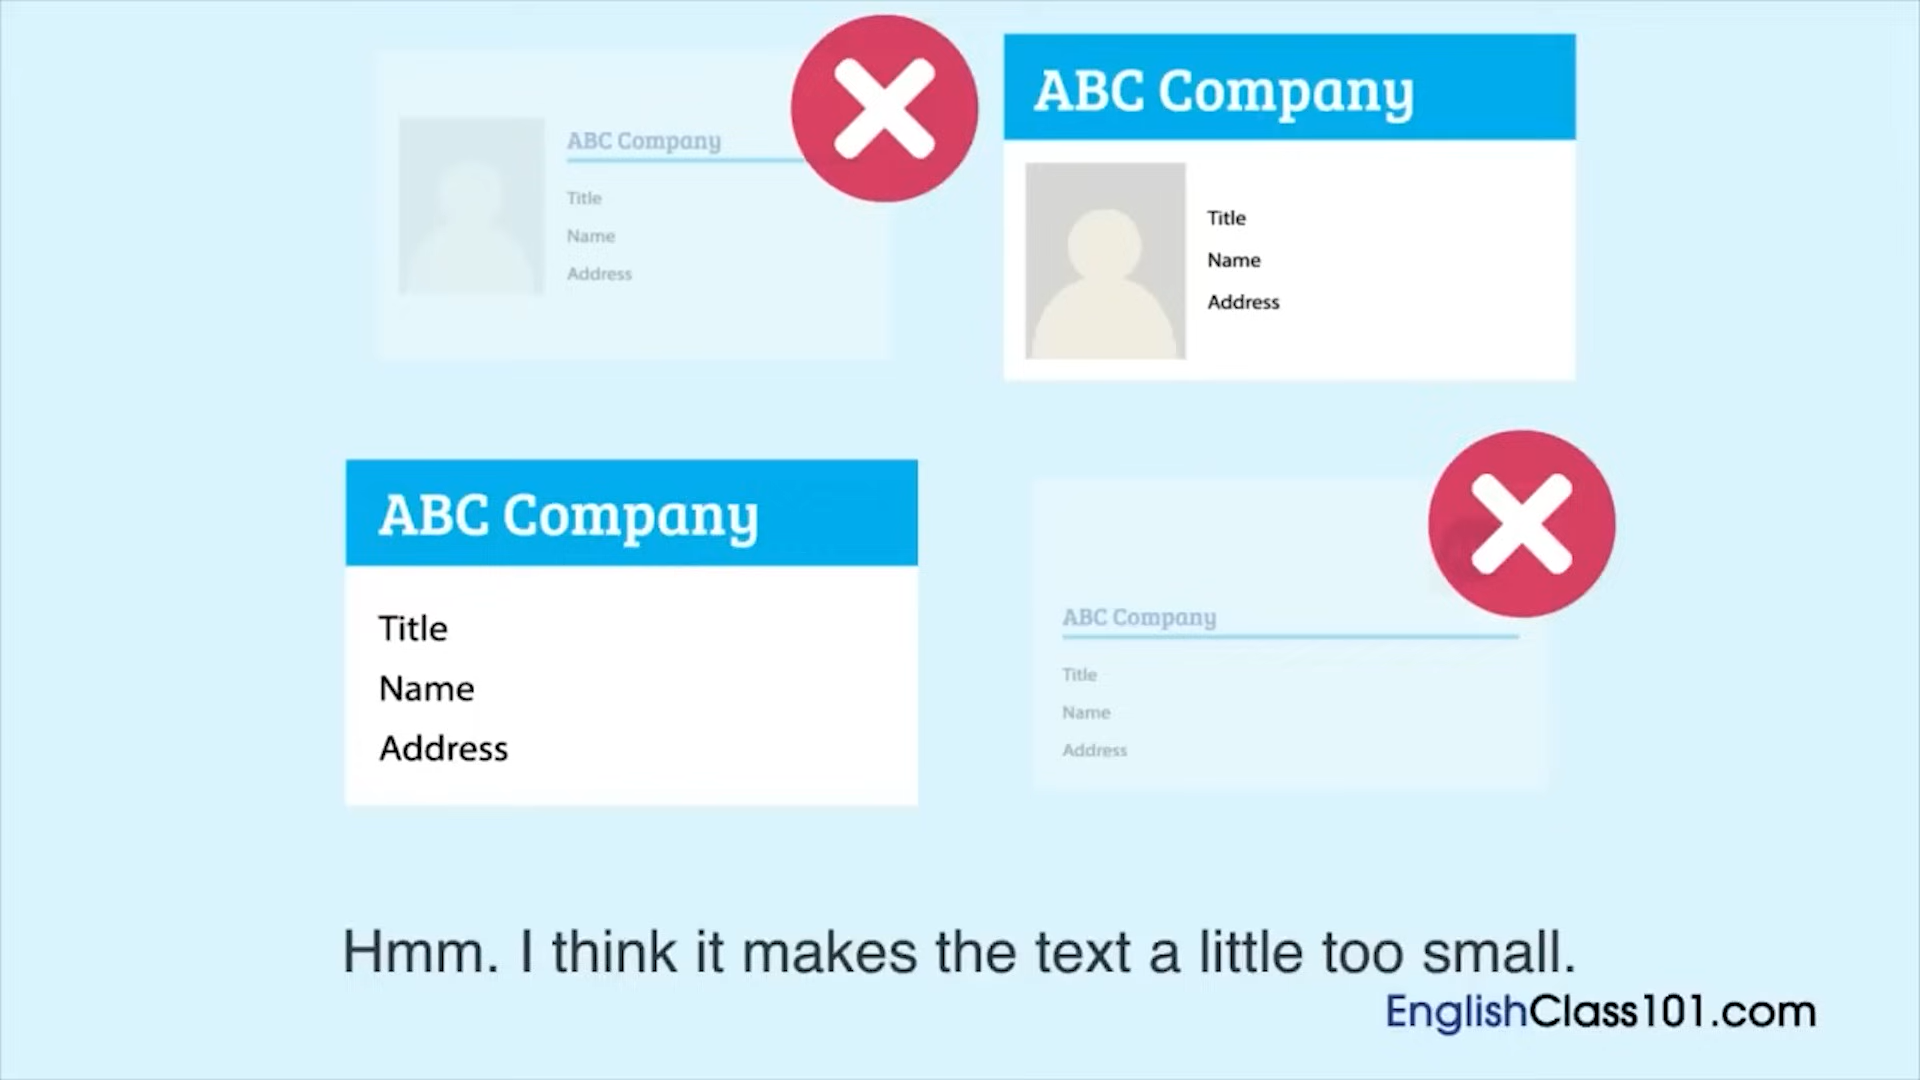 ABC Company
Title
Name
Address
ABC Company
Title
Name
Address
ABC Company
Title
Name
Address
ABC Company
Title
Name
Address
Hmm. I think it makes the text a little too small.
EnglishClass101.com